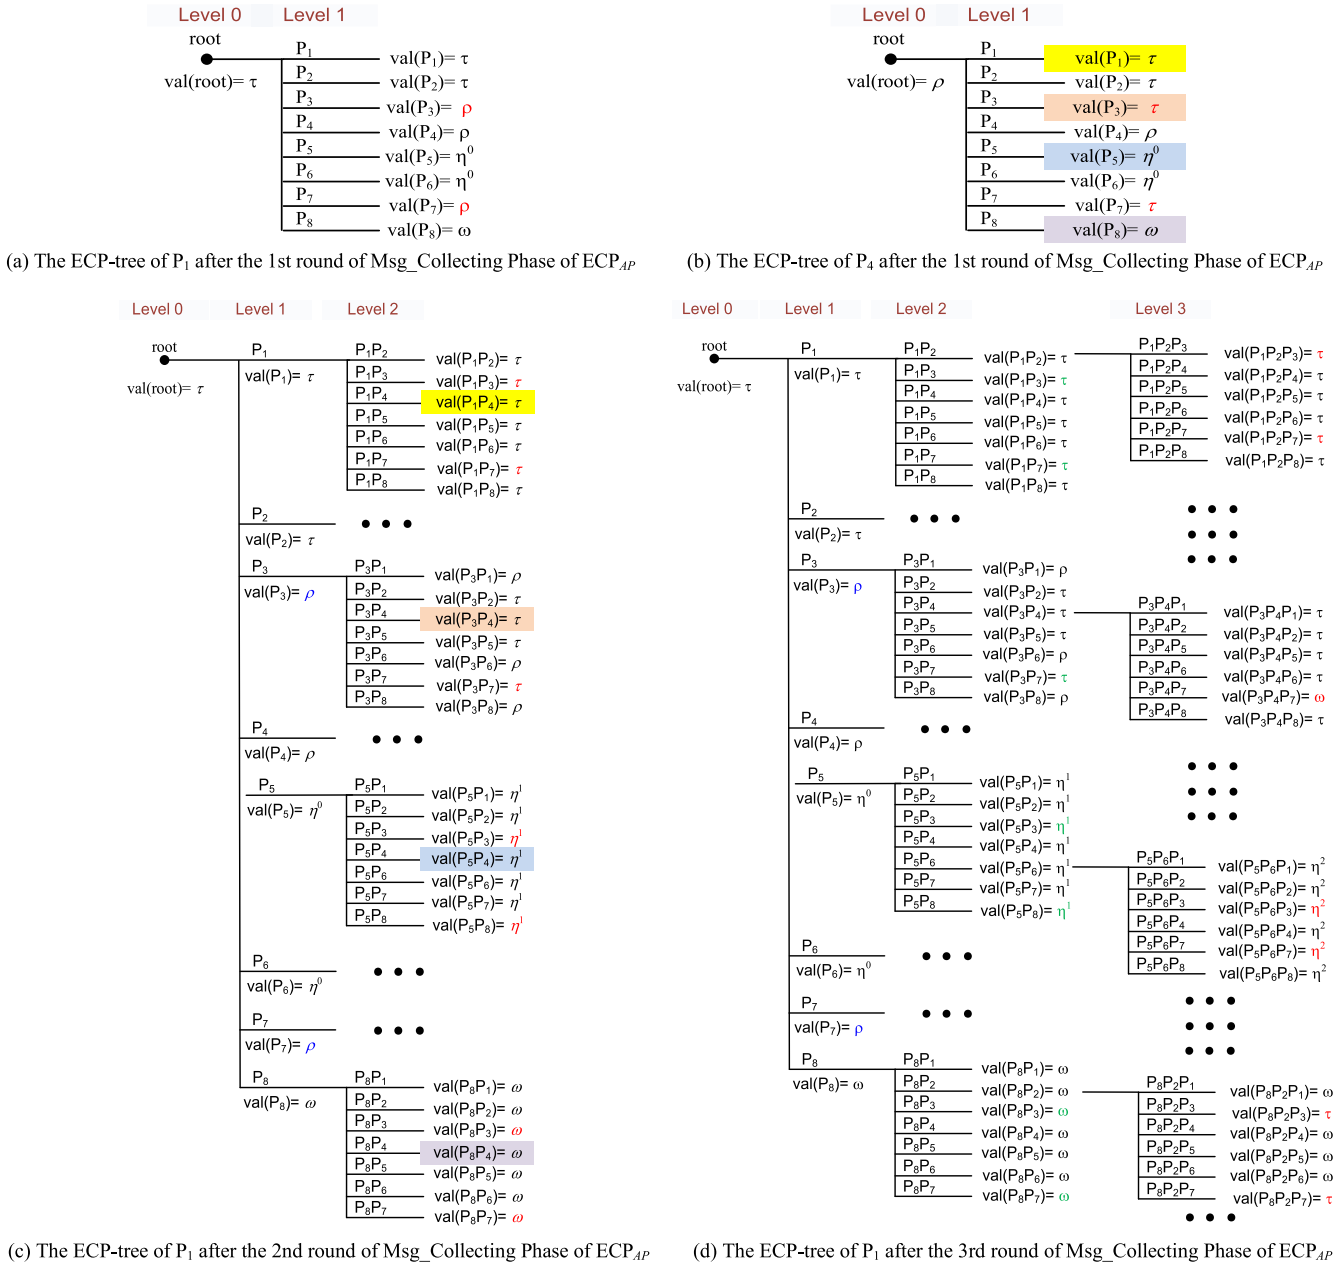 Level 0 Level 1
root
val(root)= τ
P₁ val(P₁)= τ
P₂ val(P₂)= τ
P₃ val(P₃)= ρ
P₄ val(P₄)= ρ
P₅ val(P₅)= η⁰
P₆ val(P₆)= η⁰
P₇ val(P₇)= ρ
P₈ val(P₈)= ω
(a) The ECP-tree of P₁ after the 1st round of Msg_Collecting Phase of ECP_AP
Level 0 Level 1
root
val(root)= ρ
P₁ val(P₁)= τ
P₂ val(P₂)= τ
P₃ val(P₃)= τ
P₄ val(P₄)= ρ
P₅ val(P₅)= η⁰
P₆ val(P₆)= η⁰
P₇ val(P₇)= τ
P₈ val(P₈)= ω
(b) The ECP-tree of P₄ after the 1st round of Msg_Collecting Phase of ECP_AP
Level 0 Level 1 Level 2
root
val(root)= τ
P₁
val(P₁)= τ
P₁P₂ val(P₁P₂)= τ
P₁P₃ val(P₁P₃)= τ
P₁P₄ val(P₁P₄)= τ
P₁P₅ val(P₁P₅)= τ
P₁P₆ val(P₁P₆)= τ
P₁P₇ val(P₁P₇)= τ
P₁P₈ val(P₁P₈)= τ
P₂
val(P₂)= τ
P₃
val(P₃)= ρ
P₃P₁ val(P₃P₁)= ρ
P₃P₂ val(P₃P₂)= τ
P₃P₄ val(P₃P₄)= τ
P₃P₅ val(P₃P₅)= τ
P₃P₆ val(P₃P₆)= ρ
P₃P₇ val(P₃P₇)= τ
P₃P₈ val(P₃P₈)= ρ
P₄
val(P₄)= ρ
P₅
val(P₅)= η⁰
P₅P₁ val(P₅P₁)= η¹
P₅P₂ val(P₅P₂)= η¹
P₅P₃ val(P₅P₃)= η¹
P₅P₄ val(P₅P₄)= η¹
P₅P₆ val(P₅P₆)= η¹
P₅P₇ val(P₅P₇)= η¹
P₅P₈ val(P₅P₈)= η¹
P₆
val(P₆)= η⁰
P₇
val(P₇)= ρ
P₈
val(P₈)= ω
P₈P₁ val(P₈P₁)= ω
P₈P₂ val(P₈P₂)= ω
P₈P₃ val(P₈P₃)= ω
P₈P₄ val(P₈P₄)= ω
P₈P₅ val(P₈P₅)= ω
P₈P₆ val(P₈P₆)= ω
P₈P₇ val(P₈P₇)= ω
(c) The ECP-tree of P₁ after the 2nd round of Msg_Collecting Phase of ECP_AP
Level 0 Level 1 Level 2 Level 3
root
val(root)= τ
P₁
val(P₁)= τ
P₁P₂ val(P₁P₂)= τ
P₁P₃ val(P₁P₃)= τ
P₁P₄ val(P₁P₄)= τ
P₁P₅ val(P₁P₅)= τ
P₁P₆ val(P₁P₆)= τ
P₁P₇ val(P₁P₇)= τ
P₁P₈ val(P₁P₈)= τ
P₁P₂P₃ val(P₁P₂P₃)= τ
P₁P₂P₄ val(P₁P₂P₄)= τ
P₁P₂P₅ val(P₁P₂P₅)= τ
P₁P₂P₆ val(P₁P₂P₆)= τ
P₁P₂P₇ val(P₁P₂P₇)= τ
P₁P₂P₈ val(P₁P₂P₈)= τ
P₂
val(P₂)= τ
P₃
val(P₃)= ρ
P₃P₁ val(P₃P₁)= ρ
P₃P₂ val(P₃P₂)= τ
P₃P₄ val(P₃P₄)= τ
P₃P₅ val(P₃P₅)= τ
P₃P₆ val(P₃P₆)= ρ
P₃P₇ val(P₃P₇)= τ
P₃P₈ val(P₃P₈)= ρ
P₃P₄P₁ val(P₃P₄P₁)= τ
P₃P₄P₂ val(P₃P₄P₂)= τ
P₃P₄P₅ val(P₃P₄P₅)= τ
P₃P₄P₆ val(P₃P₄P₆)= τ
P₃P₄P₇ val(P₃P₄P₇)= ω
P₃P₄P₈ val(P₃P₄P₈)= τ
P₄
val(P₄)= ρ
P₅
val(P₅)= η⁰
P₅P₁ val(P₅P₁)= η¹
P₅P₂ val(P₅P₂)= η¹
P₅P₃ val(P₅P₃)= η¹
P₅P₄ val(P₅P₄)= η¹
P₅P₆ val(P₅P₆)= η¹
P₅P₇ val(P₅P₇)= η¹
P₅P₈ val(P₅P₈)= η¹
P₅P₆P₁ val(P₅P₆P₁)= η²
P₅P₆P₂ val(P₅P₆P₂)= η²
P₅P₆P₃ val(P₅P₆P₃)= η²
P₅P₆P₄ val(P₅P₆P₄)= η²
P₅P₆P₇ val(P₅P₆P₇)= η²
P₅P₆P₈ val(P₅P₆P₈)= η²
P₆
val(P₆)= η⁰
P₇
val(P₇)= ρ
P₈
val(P₈)= ω
P₈P₁ val(P₈P₁)= ω
P₈P₂ val(P₈P₂)= ω
P₈P₃ val(P₈P₃)= ω
P₈P₄ val(P₈P₄)= ω
P₈P₅ val(P₈P₅)= ω
P₈P₆ val(P₈P₆)= ω
P₈P₇ val(P₈P₇)= ω
P₈P₂P₁ val(P₈P₂P₁)= ω
P₈P₂P₃ val(P₈P₂P₃)= τ
P₈P₂P₄ val(P₈P₂P₄)= ω
P₈P₂P₅ val(P₈P₂P₅)= ω
P₈P₂P₆ val(P₈P₂P₆)= ω
P₈P₂P₇ val(P₈P₂P₇)= τ
(d) The ECP-tree of P₁ after the 3rd round of Msg_Collecting Phase of ECP_AP